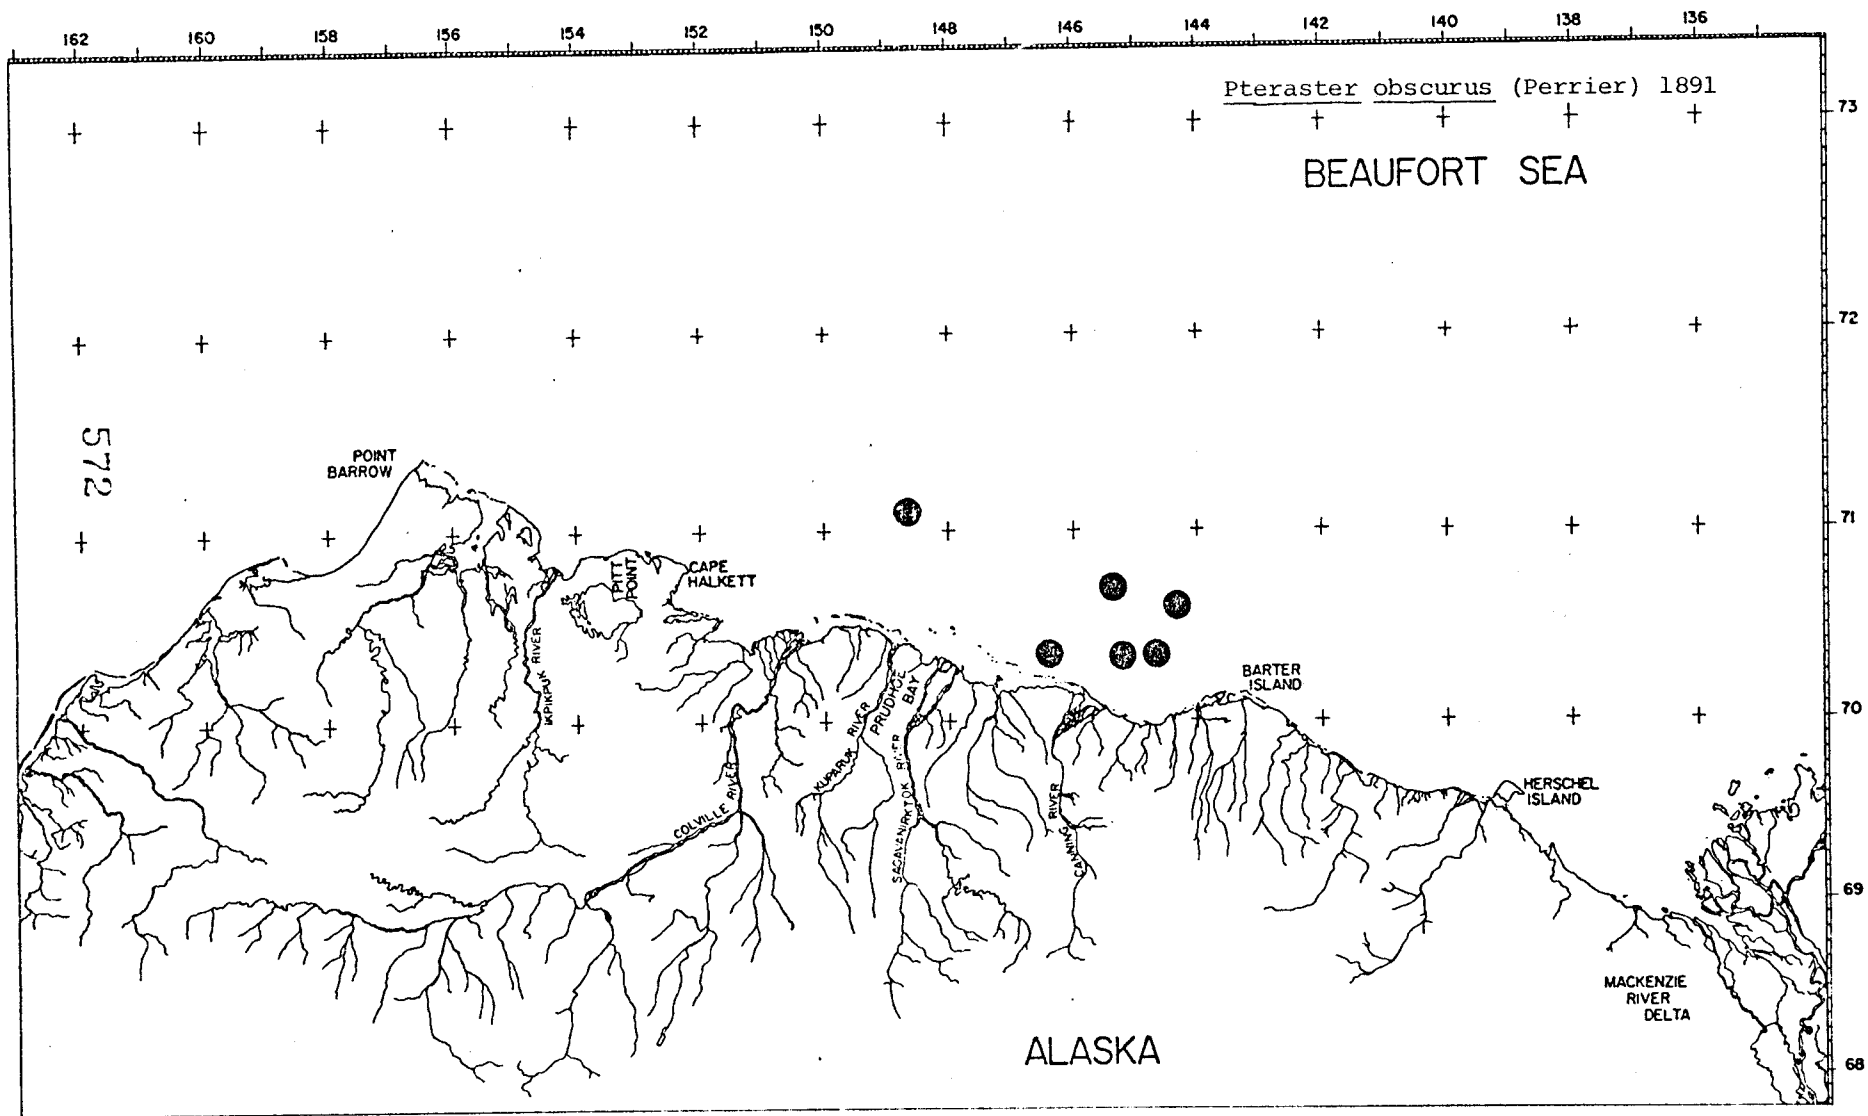 162 160 158 156 154 152 150 148 146 144 142 140 138 136
Pteraster obscurus (Perrier) 1891
73
BEAUFORT SEA
72
572
POINT
BARROW
71
PITT
POINT
CAPE
HALKETT
IKPIKPUK RIVER
BARTER
ISLAND
PRUDHOE
BAY
70
KUPARUK RIVER
COLVILLE RIVER
SAGAVANIRKTOK RIVER
CANNING RIVER
HERSCHEL
ISLAND
69
MACKENZIE
RIVER
DELTA
ALASKA
68